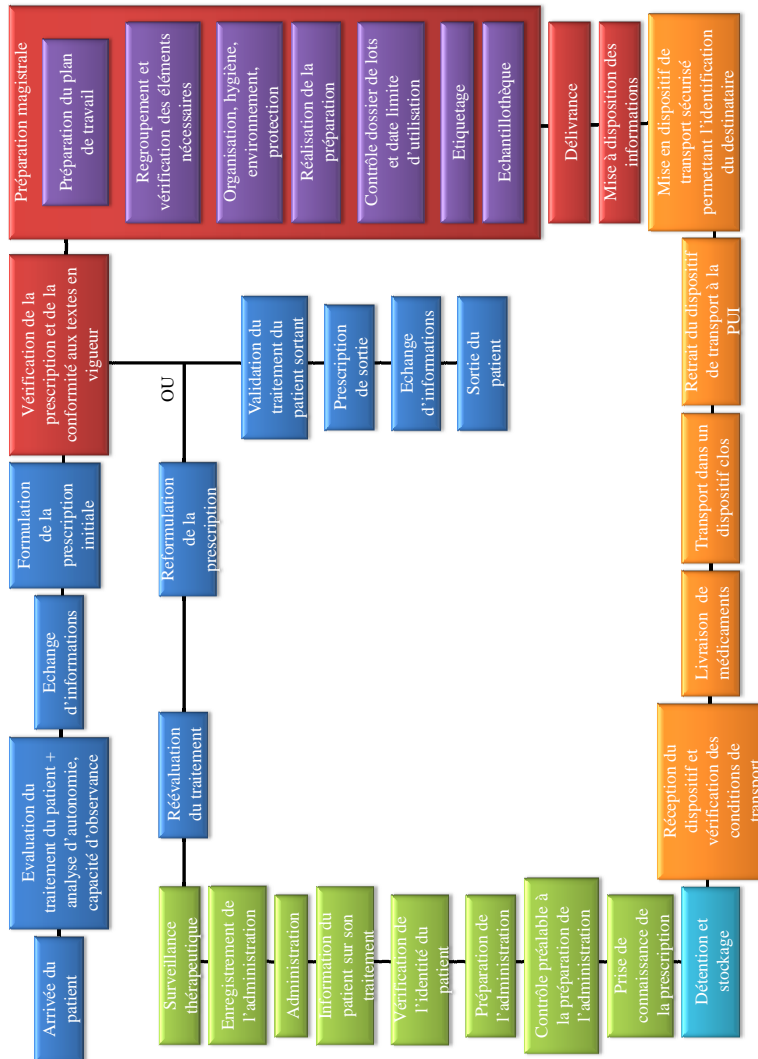 Arrivée du
patient
Evaluation du
traitement du patient +
analyse d'autonomie,
capacité d'observance
Echange
d'informations
Formulation
de la
prescription
initiale
Vérification de la
prescription et de la
conformité aux textes en
vigueur
Préparation magistrale
Préparation du plan
de travail
Regroupement et
vérification des éléments
nécessaires
Organisation, hygiène,
environnement,
protection
Réalisation de la
préparation
Contrôle dossier de lots
et date limite
d'utilisation
Etiquetage
Echantillothèque
Délivrance
Mise à disposition des
informations
Mise en dispositif de
transport sécurisé
permettant l'identification
du destinataire
Retrait du dispositif
de transport à la
PUI
Transport dans un
dispositif clos
Livraison de
médicaments
Réception du
dispositif et
vérification des
conditions de
transport
Détention et
stockage
Prise de
connaissance de
la prescription
Contrôle préalable à
la préparation de
l'administration
Préparation de
l'administration
Vérification de
l'identité du
patient
Information du
patient sur son
traitement
Administration
Enregistrement de
l'administration
Surveillance
thérapeutique
Réévaluation
du traitement
Reformulation
de la
prescription
OU
Validation du
traitement du
patient sortant
Prescription
de sortie
Echange
d'informations
Sortie du
patient